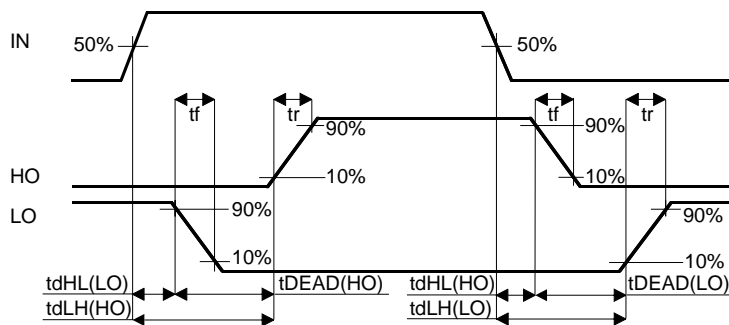 IN
50%
50%
tf
tr
tf
tr
90%
90%
HO
10%
10%
LO
90%
90%
10%
10%
tdHL(LO)
tDEAD(HO)
tdHL(HO)
tDEAD(LO)
tdLH(HO)
tdLH(LO)